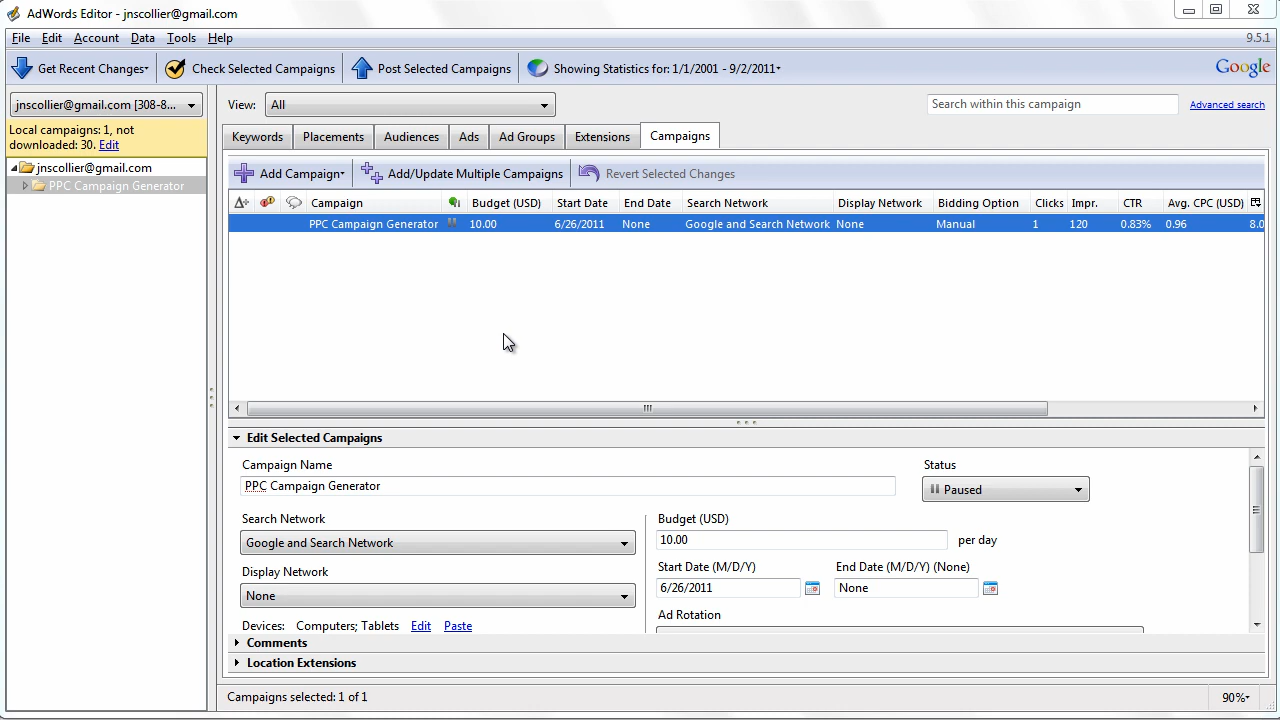 AdWords Editor - jnscollier@gmail.com
File Edit Account Data Tools Help 9.5.1
Get Recent Changes Check Selected Campaigns Post Selected Campaigns Showing Statistics for: 1/1/2001 - 9/2/2011 Google
jnscollier@gmail.com [308-8... View: All Search within this campaign Advanced search
Local campaigns: 1, not
downloaded: 30. Edit
Keywords Placements Audiences Ads Ad Groups Extensions Campaigns
jnscollier@gmail.com
PPC Campaign Generator
Add Campaign Add/Update Multiple Campaigns Revert Selected Changes
Campaign Budget (USD) Start Date End Date Search Network Display Network Bidding Option Clicks Impr. CTR Avg. CPC (USD)
PPC Campaign Generator 10.00 6/26/2011 None Google and Search Network None Manual 1 120 0.83% 0.96 8.0
Edit Selected Campaigns
Campaign Name Status
PPC Campaign Generator Paused
Search Network Budget (USD)
Google and Search Network 10.00 per day
Display Network Start Date (M/D/Y) End Date (M/D/Y) (None)
None 6/26/2011 None
Devices: Computers; Tablets Edit Paste Ad Rotation
Comments
Location Extensions
Campaigns selected: 1 of 1 90%